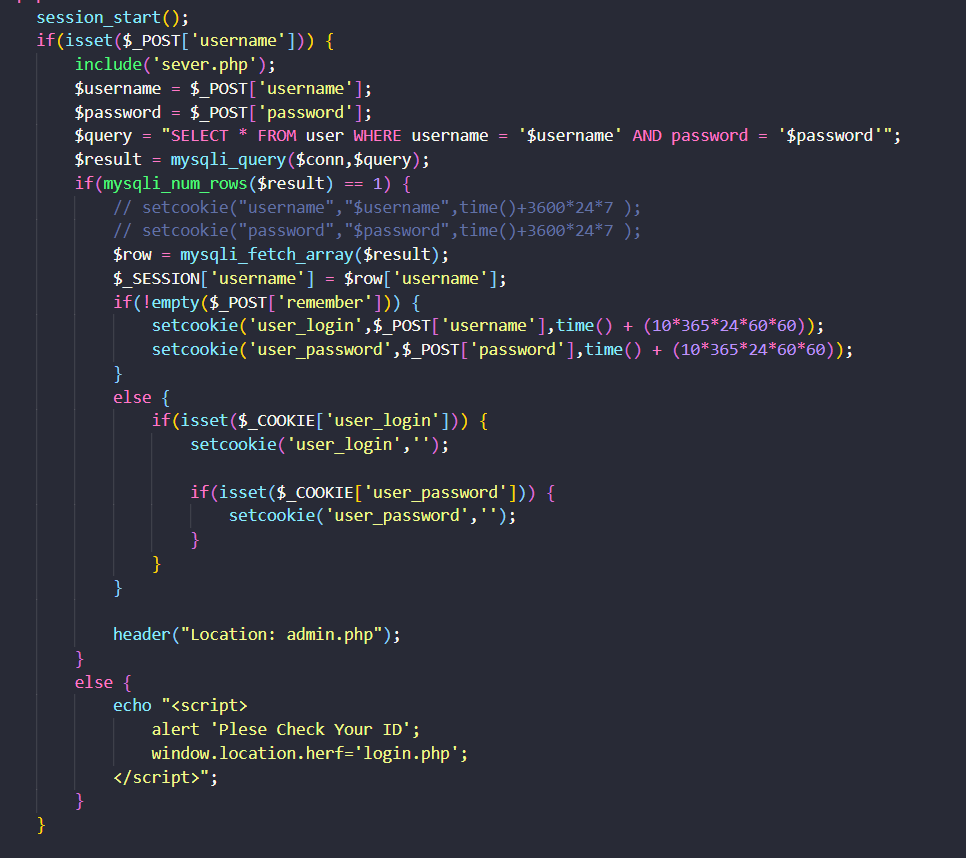 session_start();
if(isset($_POST['username'])) {
include('sever.php');
$username = $_POST['username'];
$password = $_POST['password'];
$query = "SELECT * FROM user WHERE username = '$username' AND password = '$password'";
$result = mysqli_query($conn,$query);
if(mysqli_num_rows($result) == 1) {
// setcookie("username","$username",time()+3600*24*7 );
// setcookie("password","$password",time()+3600*24*7 );
$row = mysqli_fetch_array($result);
$_SESSION['username'] = $row['username'];
if(!empty($_POST['remember'])) {
setcookie('user_login',$_POST['username'],time() + (10*365*24*60*60));
setcookie('user_password',$_POST['password'],time() + (10*365*24*60*60));
}
else {
if(isset($_COOKIE['user_login'])) {
setcookie('user_login','');
if(isset($_COOKIE['user_password'])) {
setcookie('user_password','');
}
}
}
header("Location: admin.php");
}
else {
echo "<script>
alert 'Plese Check Your ID';
window.location.herf='login.php';
</script>";
}
}